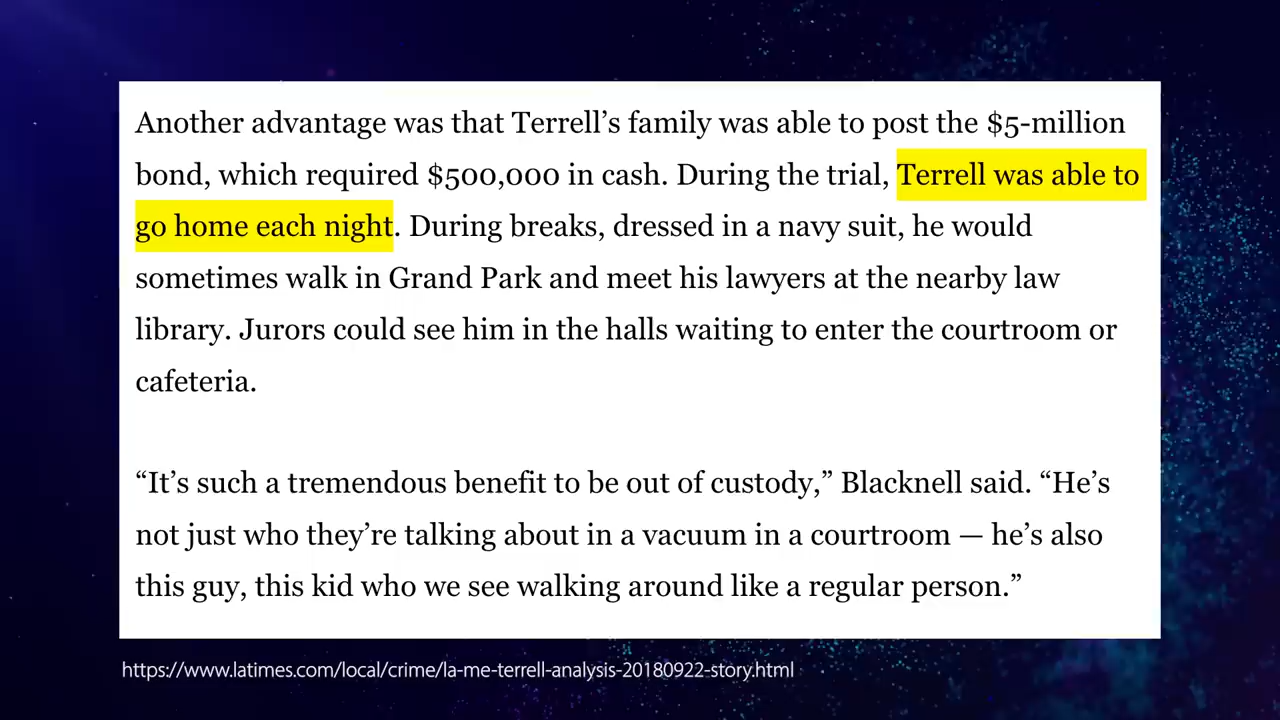 Another advantage was that Terrell’s family was able to post the $5-million
bond, which required $500,000 in cash. During the trial, Terrell was able to
go home each night. During breaks, dressed in a navy suit, he would
sometimes walk in Grand Park and meet his lawyers at the nearby law
library. Jurors could see him in the halls waiting to enter the courtroom or
cafeteria.
“It’s such a tremendous benefit to be out of custody,” Blacknell said. “He’s
not just who they’re talking about in a vacuum in a courtroom — he’s also
this guy, this kid who we see walking around like a regular person.”
https://www.latimes.com/local/crime/la-me-terrell-analysis-20180922-story.html